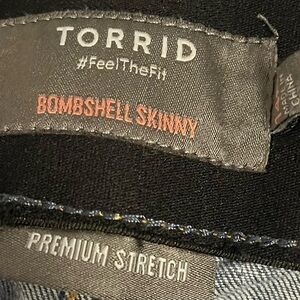 TORRID
#FeelTheFit
BOMBSHELL SKINNY
PREMIUM STRETCH